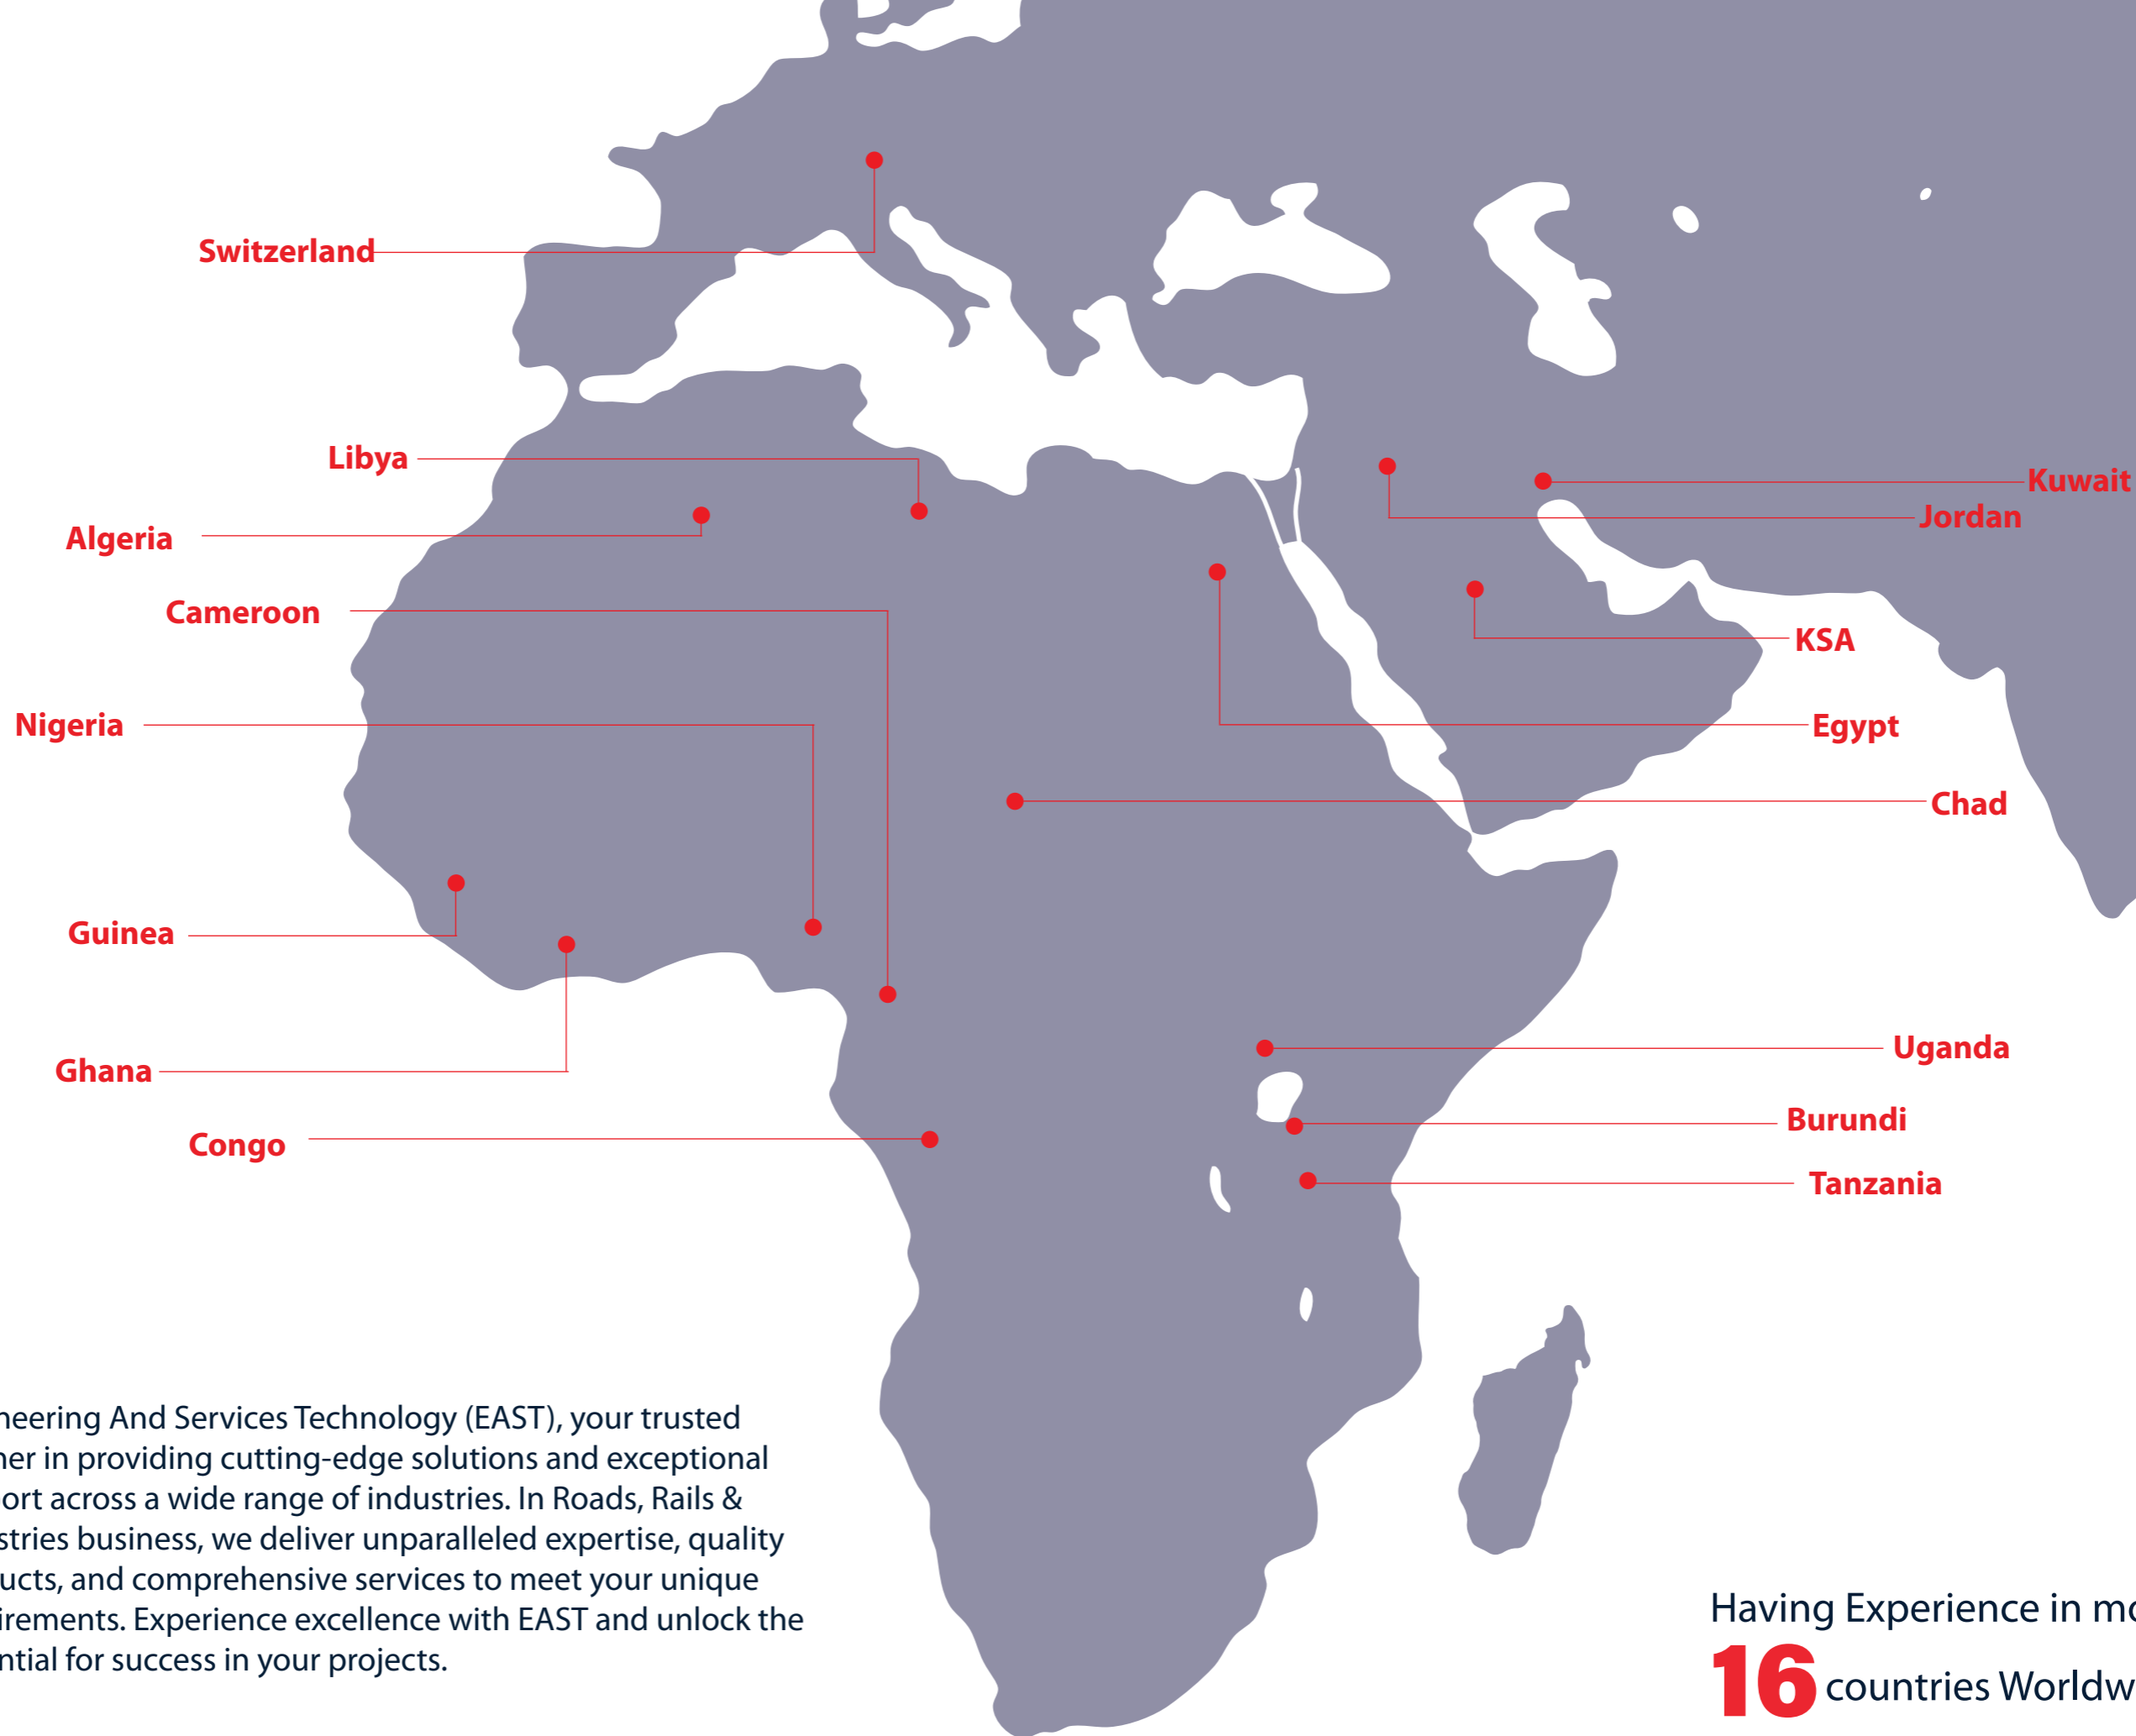 Switzerland
Libya
Kuwait
Jordan
Algeria
Cameroon
KSA
Nigeria
Egypt
Chad
Guinea
Ghana
Uganda
Burundi
Congo
Tanzania
neering And Services Technology (EAST), your trusted
ner in providing cutting-edge solutions and exceptional
ort across a wide range of industries. In Roads, Rails &
stries business, we deliver unparalleled expertise, quality
ucts, and comprehensive services to meet your unique
irements. Experience excellence with EAST and unlock the
ntial for success in your projects.
Having Experience in mo
16 countries Worldw